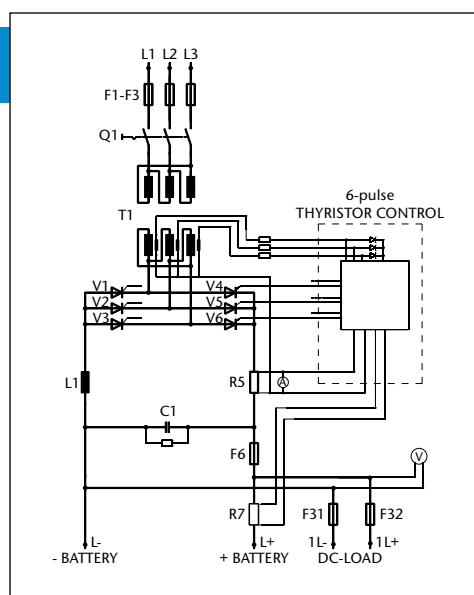 L1 L2 L3
F1-F3
Q1
6-pulse
THYRISTOR CONTROL
T1
V1 V4
V2 V5
V3 V6
L1
R5 A
C1
F6
V
R7
F31 F32
L- L+ 1L- 1L+
- BATTERY + BATTERY DC-LOAD